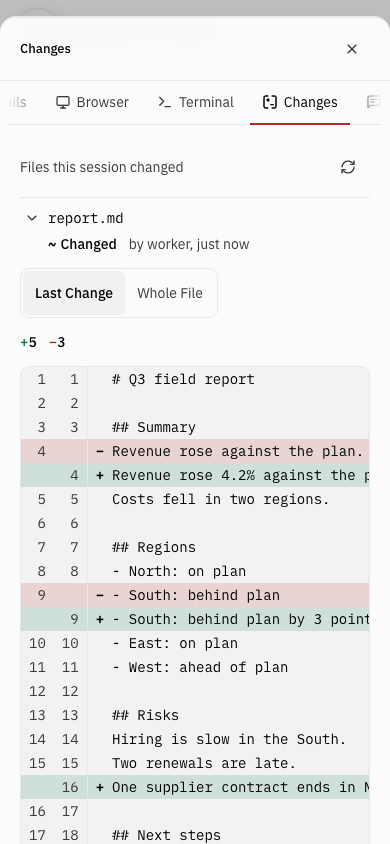 Changes
ils Browser Terminal Changes
Files this session changed
report.md
~ Changed by worker, just now
Last Change Whole File
+5 −3
1 1 # Q3 field report
2 2
3 3 ## Summary
4 − Revenue rose against the plan.
4 + Revenue rose 4.2% against the p
5 5 Costs fell in two regions.
6 6
7 7 ## Regions
8 8 - North: on plan
9 − - South: behind plan
9 + - South: behind plan by 3 point
10 10 - East: on plan
11 11 - West: ahead of plan
12 12
13 13 ## Risks
14 14 Hiring is slow in the South.
15 15 Two renewals are late.
16 + One supplier contract ends in N
16 17
17 18 ## Next steps